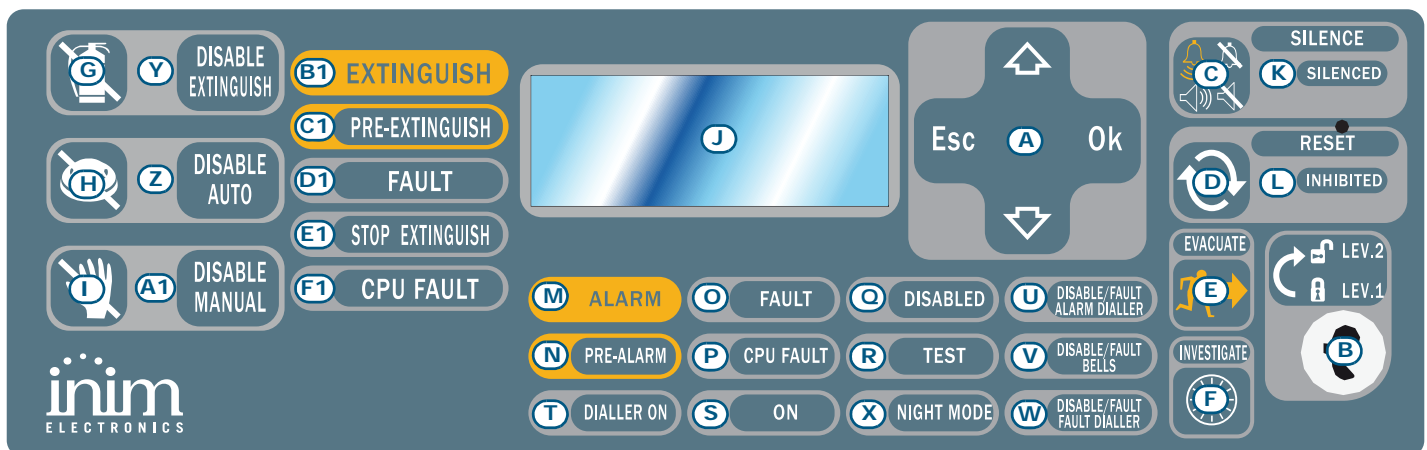 G
Y
DISABLE
EXTINGUISH
H
Z
DISABLE
AUTO
I
A1
DISABLE
MANUAL
inim
ELECTRONICS
B1 EXTINGUISH
C1 PRE-EXTINGUISH
D1 FAULT
E1 STOP EXTINGUISH
F1 CPU FAULT
J
Esc A Ok
M ALARM
O FAULT
Q DISABLED
U DISABLE/FAULT
ALARM DIALLER
N PRE-ALARM
P CPU FAULT
R TEST
V DISABLE/FAULT
BELLS
T DIALLER ON
S ON
X NIGHT MODE
W DISABLE/FAULT
FAULT DIALLER
C
SILENCE
K SILENCED
D
RESET
L INHIBITED
EVACUATE
E
INVESTIGATE
F
LEV.2
LEV.1
B